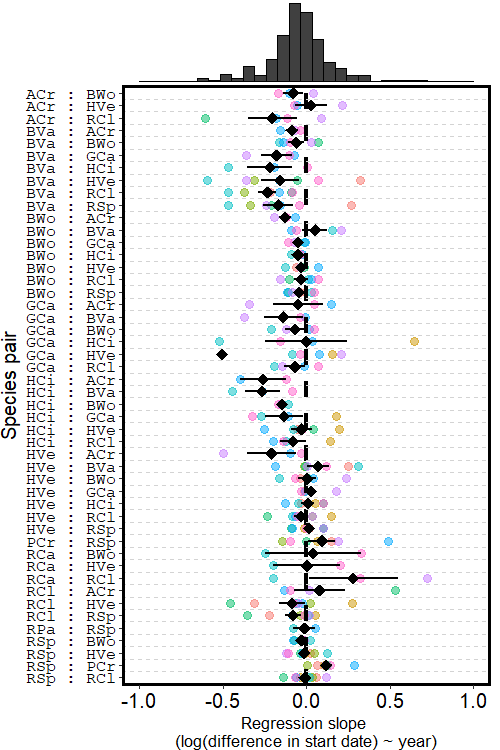 ACr : BWo
ACr : HVe
ACr : RCl
BVa : ACr
BVa : BWo
BVa : GCa
BVa : HCi
BVa : HVe
BVa : RCl
BVa : RSp
BWo : ACr
BWo : BVa
BWo : GCa
BWo : HCi
BWo : HVe
BWo : RCl
BWo : RSp
GCa : ACr
GCa : BVa
GCa : BWo
GCa : HCi
GCa : HVe
GCa : RCl
HCi : ACr
HCi : BVa
HCi : BWo
HCi : GCa
HCi : HVe
HCi : RCl
HVe : ACr
HVe : BVa
HVe : BWo
HVe : GCa
HVe : HCi
HVe : RCl
HVe : RSp
PCr : RSp
RCa : BWo
RCa : HVe
RCa : RCl
RCl : ACr
RCl : HVe
RCl : RSp
RPa : RSp
RSp : BWo
RSp : HVe
RSp : PCr
RSp : RCl
Species pair
-1.0 -0.5 0.0 0.5 1.0
Regression slope
(log(difference in start date) ~ year)